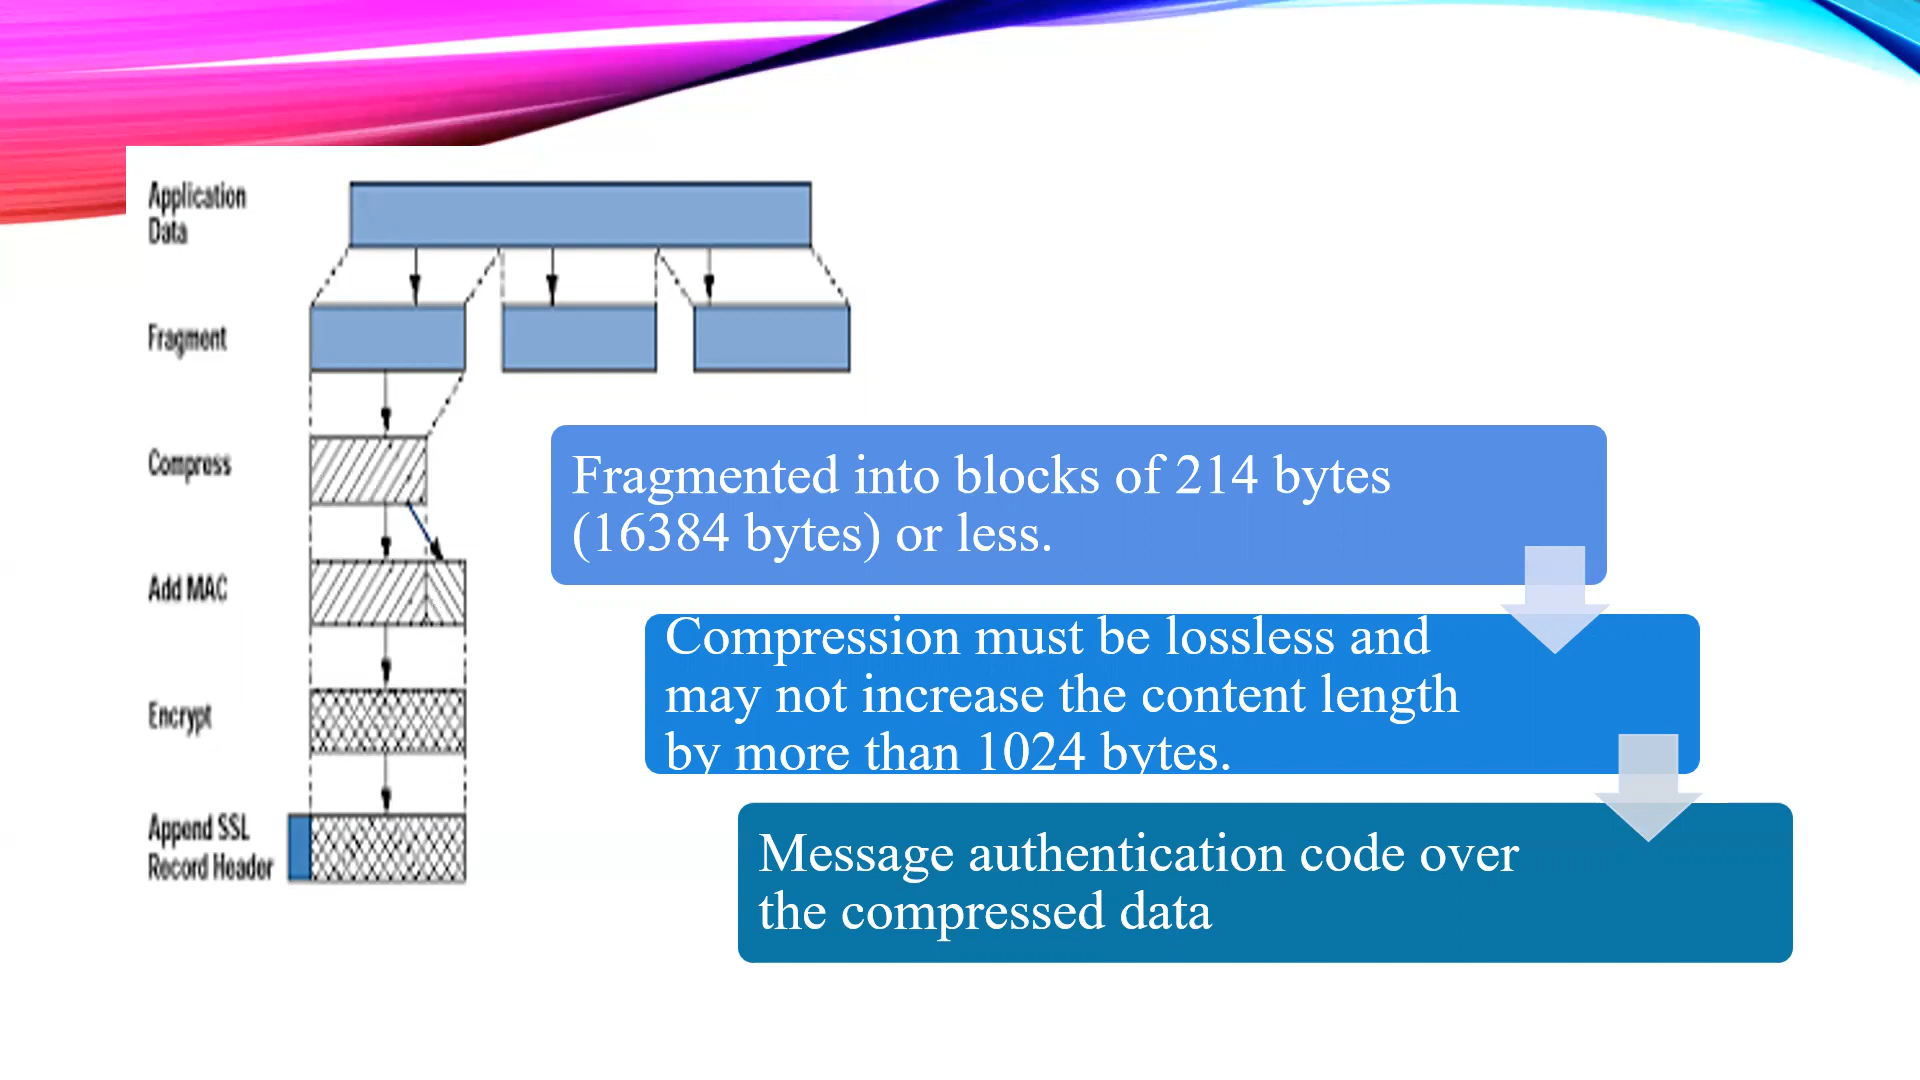 Application
Data
Fragment
Compress
Add MAC
Encrypt
Append SSL
Record Header
Fragmented into blocks of 214 bytes
(16384 bytes) or less.
Compression must be lossless and
may not increase the content length
by more than 1024 bytes.
Message authentication code over
the compressed data